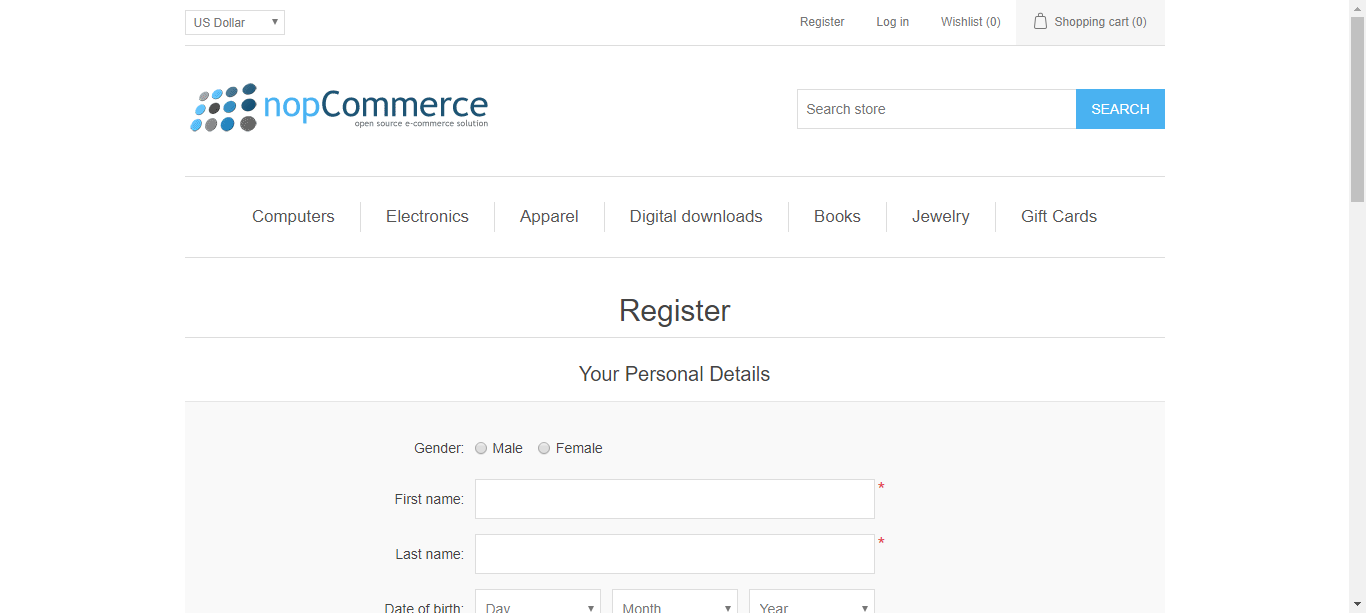 US Dollar Register Log in Wishlist (0) Shopping cart (0)
nopCommerce
open source e-commerce solution
Search store SEARCH
Computers Electronics Apparel Digital downloads Books Jewelry Gift Cards
Register
Your Personal Details
Gender: Male Female
First name: *
Last name: *
Date of birth: Day Month Year